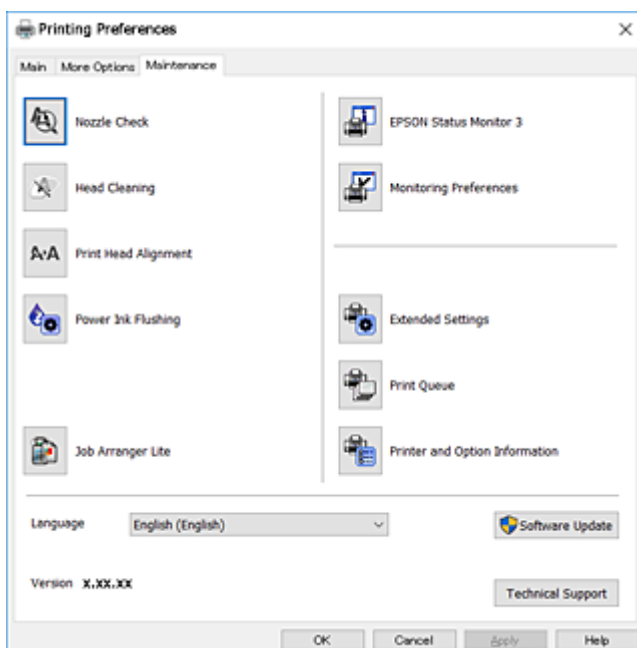 Printing Preferences
Main More Options Maintenance
Nozzle Check
EPSON Status Monitor 3
Head Cleaning
Monitoring Preferences
A·A
Print Head Alignment
Power Ink Flushing
Extended Settings
Print Queue
Job Arranger Lite
Printer and Option Information
Language English (English)
Software Update
Version x.xx.xx
Technical Support
OK Cancel Apply Help